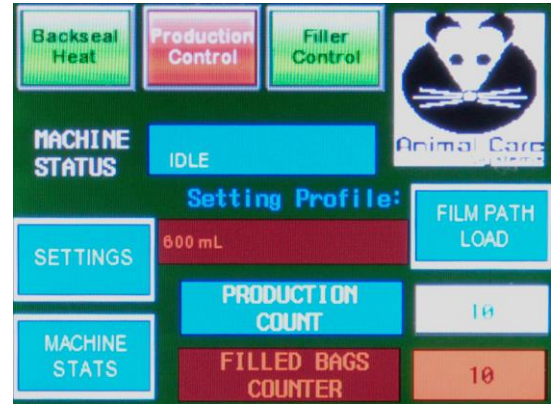 Backseal
Heat
Production
Control
Filler
Control
Animal Care
MACHINE
STATUS
IDLE
Setting Profile:
FILM PATH
LOAD
SETTINGS
600 mL
PRODUCTION
COUNT
10
MACHINE
STATS
FILLED BAGS
COUNTER
10